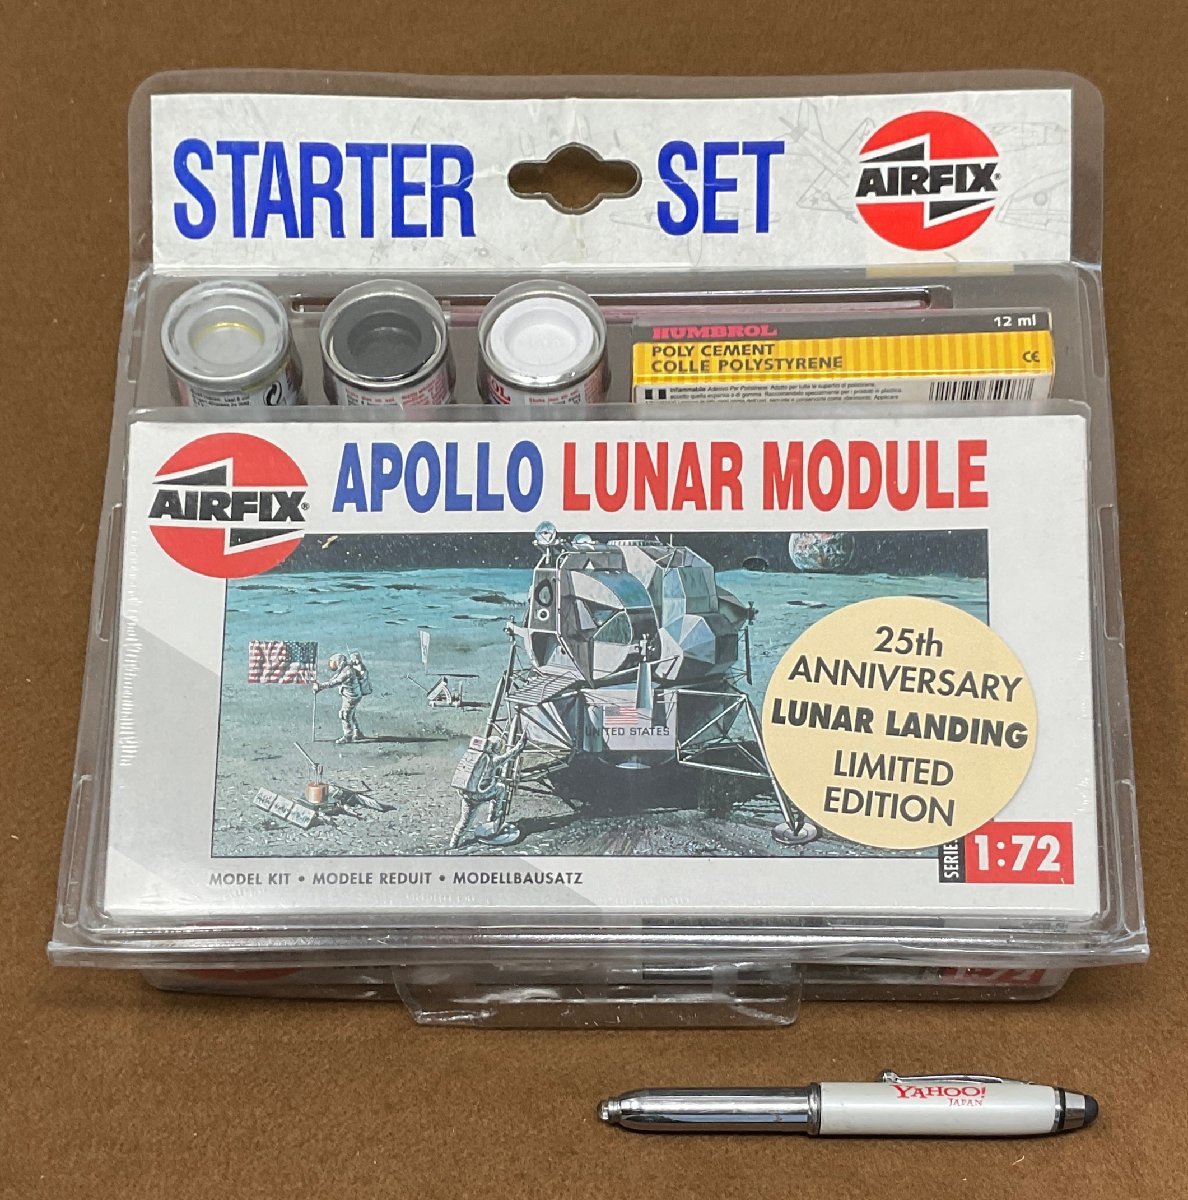 STARTER SET
AIRFIX®
HUMBROL
12 ml
POLY CEMENT
COLLE POLYSTYRENE
CE
AIRFIX®
APOLLO LUNAR MODULE
25th
ANNIVERSARY
LUNAR LANDING
LIMITED
EDITION
UNITED STATES
MODEL KIT • MODELE REDUIT • MODELLBAUSATZ
1:72
YAHOO!
JAPAN